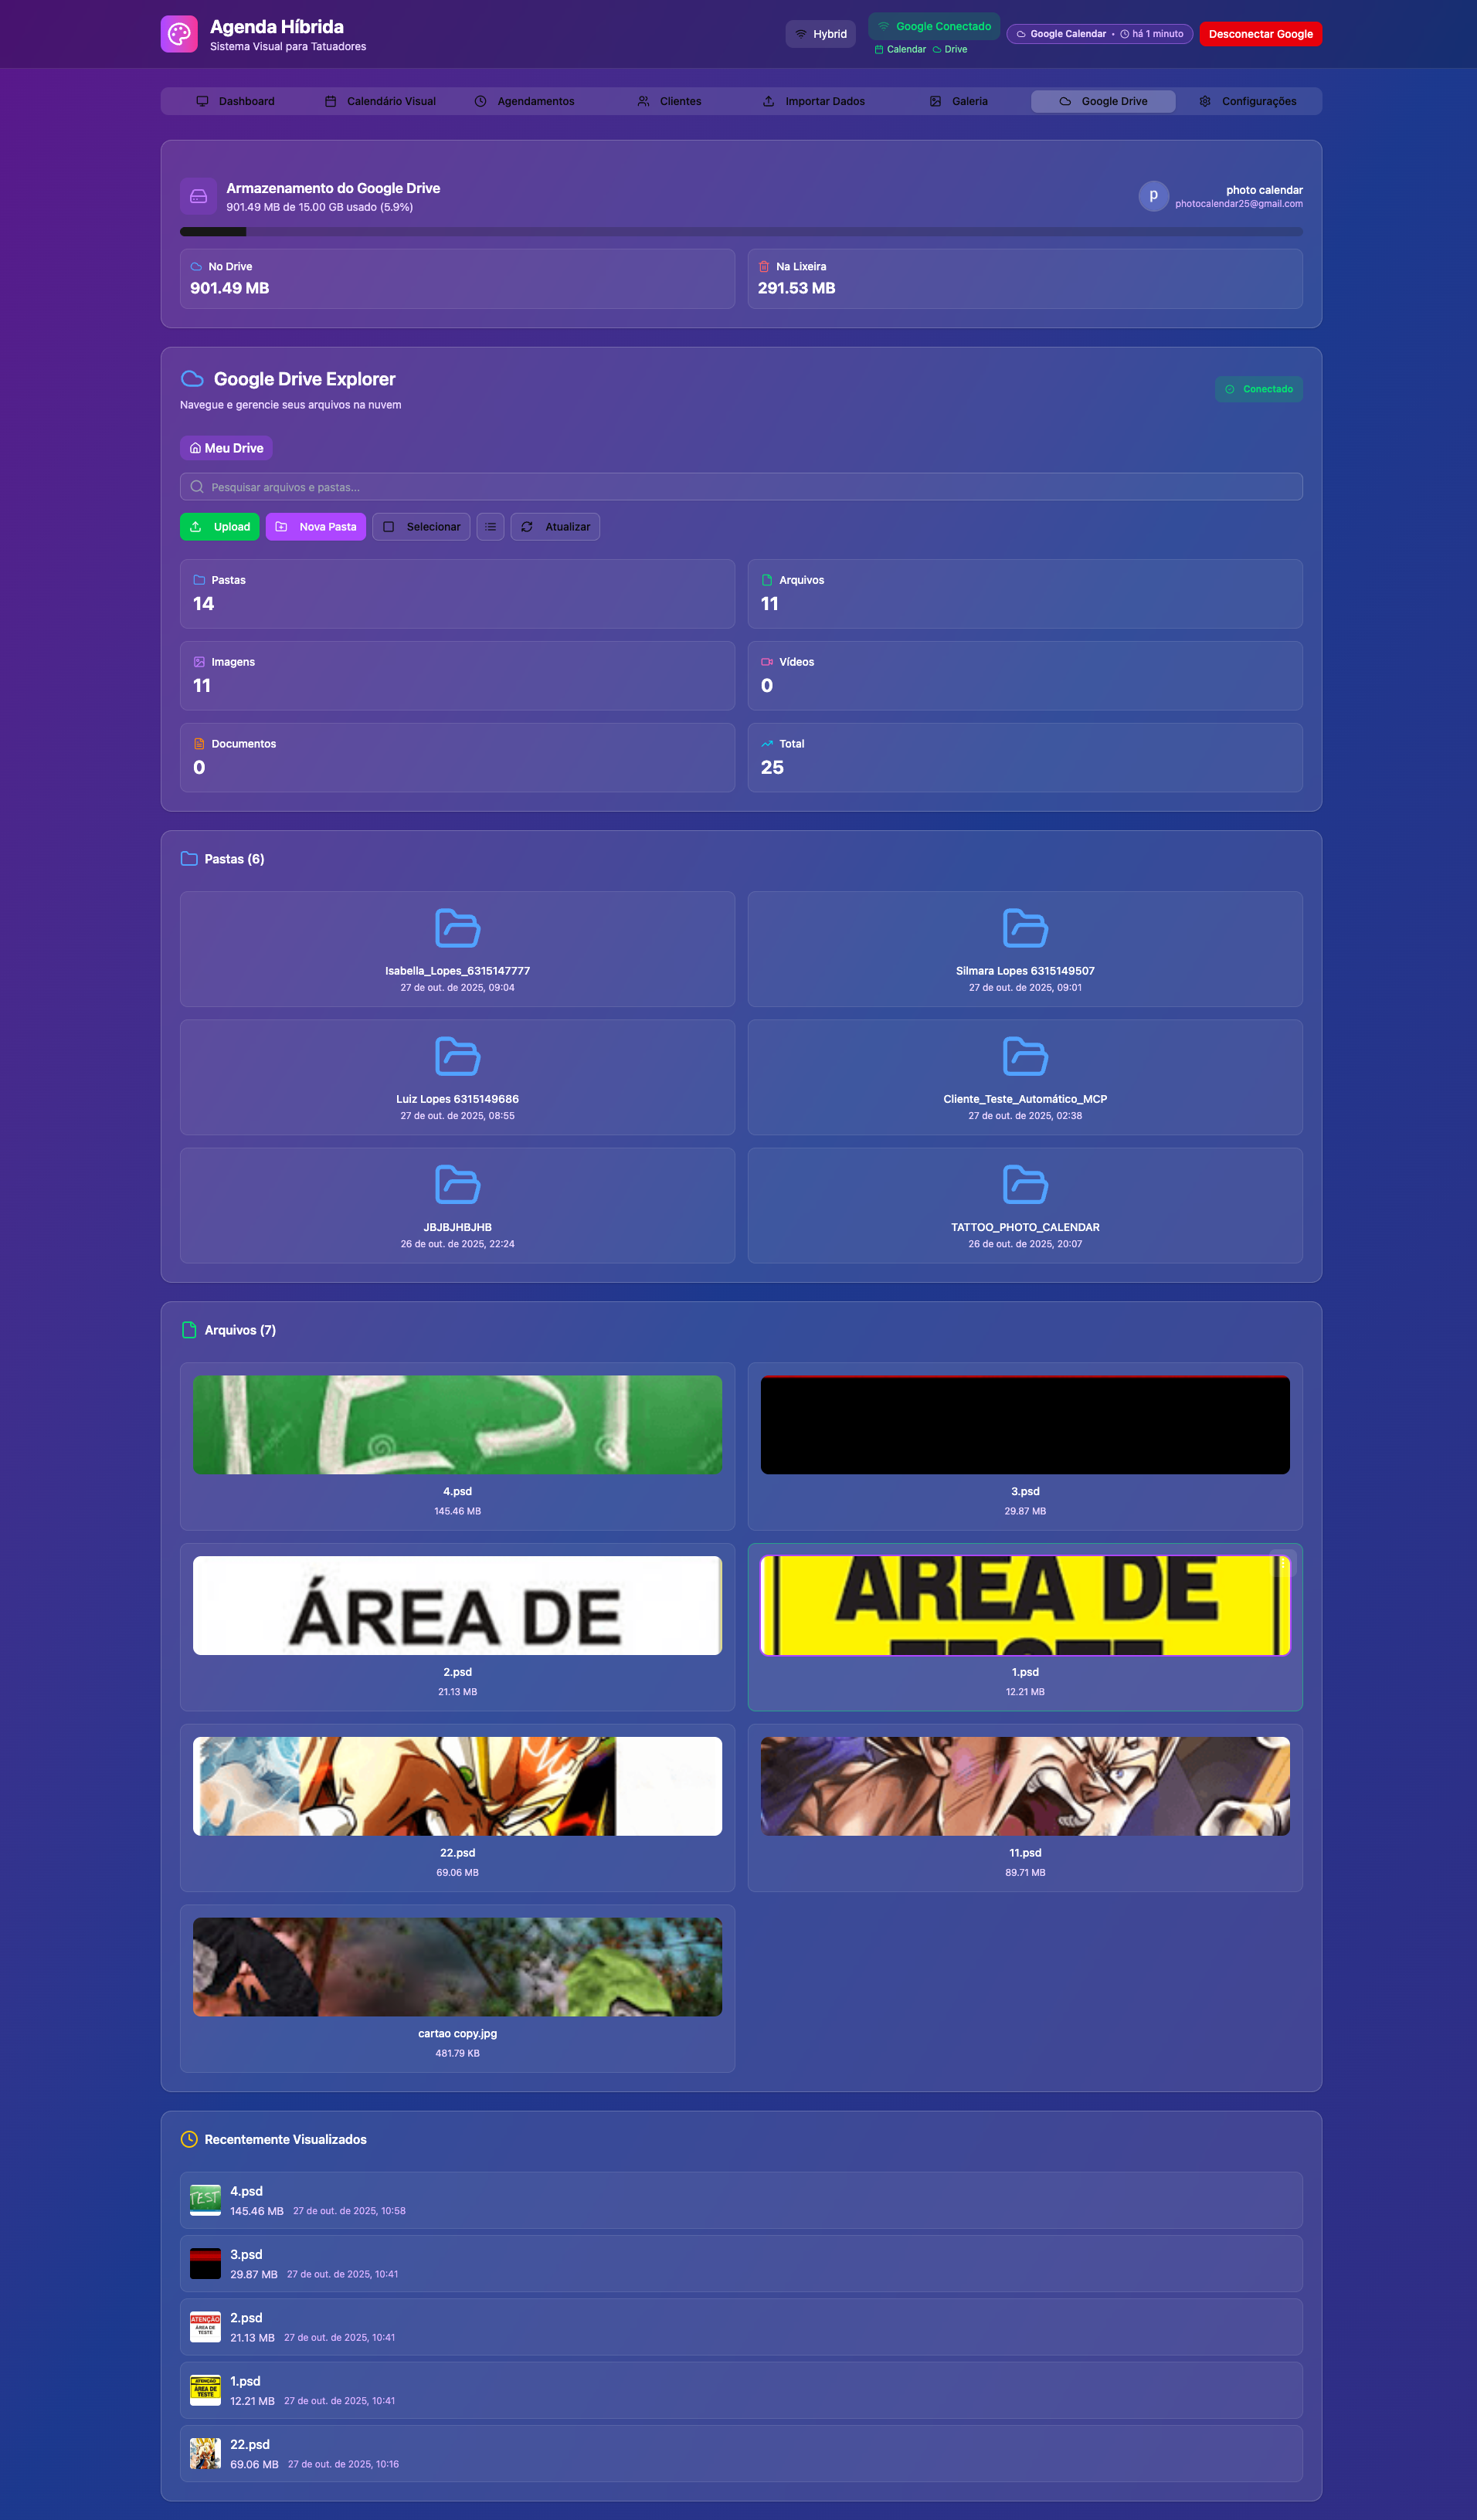 Agenda Híbrida
Sistema Visual para Tatuadores
Hybrid
Google Conectado
Calendar Drive
Google Calendar • há 1 minuto
Desconectar Google
Dashboard
Calendário Visual
Agendamentos
Clientes
Importar Dados
Galeria
Google Drive
Configurações
Armazenamento do Google Drive
901.49 MB de 15.00 GB usado (5.9%)
p
photo calendar
photocalendar25@gmail.com
No Drive
901.49 MB
Na Lixeira
291.53 MB
Google Drive Explorer
Navegue e gerencie seus arquivos na nuvem
Conectado
Meu Drive
Pesquisar arquivos e pastas...
Upload
Nova Pasta
Selecionar
Atualizar
Pastas
14
Arquivos
11
Imagens
11
Vídeos
0
Documentos
0
Total
25
Pastas (6)
Isabella_Lopes_6315147777
27 de out. de 2025, 09:04
Silmara Lopes 6315149507
27 de out. de 2025, 09:01
Luiz Lopes 6315149686
27 de out. de 2025, 08:55
Cliente_Teste_Automático_MCP
27 de out. de 2025, 02:38
JBJBJHBJHB
26 de out. de 2025, 22:24
TATTOO_PHOTO_CALENDAR
26 de out. de 2025, 20:07
Arquivos (7)
TEST
4.psd
145.46 MB
3.psd
29.87 MB
ÁREA DE
2.psd
21.13 MB
ÁREA DE
TESTE
1.psd
12.21 MB
22.psd
69.06 MB
11.psd
89.71 MB
cartao copy.jpg
481.79 KB
Recentemente Visualizados
TEST
4.psd
145.46 MB 27 de out. de 2025, 10:58
3.psd
29.87 MB 27 de out. de 2025, 10:41
ATENÇÃO
ÁREA DE
TESTE
2.psd
21.13 MB 27 de out. de 2025, 10:41
ATENÇÃO
ÁREA DE
TESTE
1.psd
12.21 MB 27 de out. de 2025, 10:41
22.psd
69.06 MB 27 de out. de 2025, 10:16